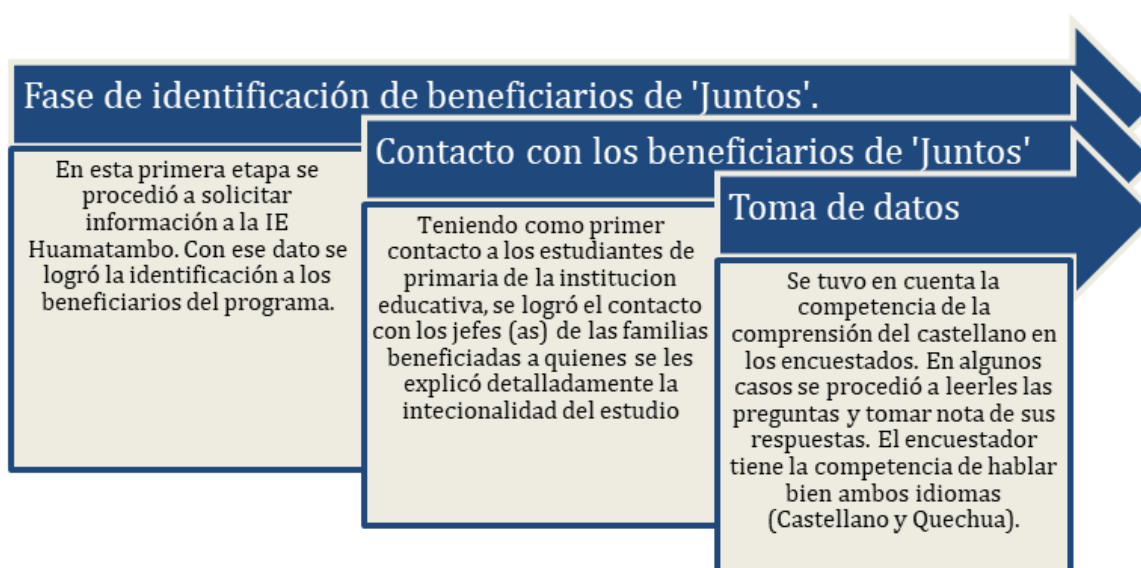 Fase de identificación de beneficiarios de 'Juntos'.
En esta primera etapa se
procedió a solicitar
información a la IE
Huamatambo. Con ese dato se
logró la identificación a los
beneficiarios del programa.
Contacto con los beneficiarios de 'Juntos'
Teniendo como primer
contacto a los estudiantes de
primaria de la institucion
educativa, se logró el contacto
con los jefes (as) de las familias
beneficiadas a quienes se les
explicó detalladamente la
intecionalidad del estudio
Toma de datos
Se tuvo en cuenta la
competencia de la
comprensión del castellano en
los encuestados. En algunos
casos se procedió a leerles las
preguntas y tomar nota de sus
respuestas. El encuestador
tiene la competencia de hablar
bien ambos idiomas
(Castellano y Quechua).